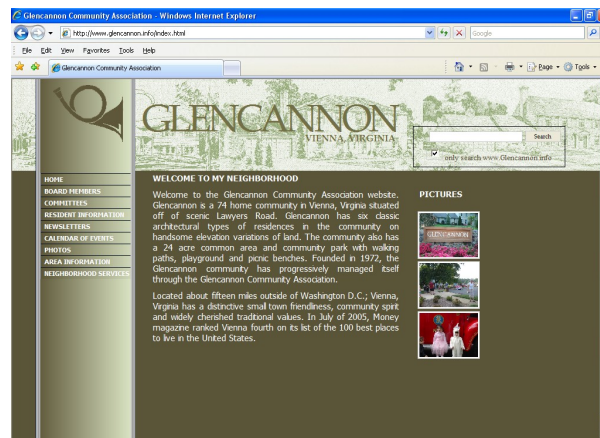 Glencannon Community Association - Windows Internet Explorer
http://www.glencannon.info/index.html
Google
File Edit View Favorites Tools Help
Glencannon Community Association
Page Tools
GLENCANNON
VIENNA, VIRGINIA
Search
only search www.Glencannon.info
HOME
BOARD MEMBERS
COMMITTEES
RESIDENT INFORMATION
NEWSLETTERS
CALENDAR OF EVENTS
PHOTOS
AREA INFORMATION
NEIGHBORHOOD SERVICES
WELCOME TO MY NEIGHBORHOOD
Welcome to the Glencannon Community Association website.
Glencannon is a 74 home community in Vienna, Virginia situated
off of scenic Lawyers Road. Glencannon has six classic
architectural types of residences in the community on
handsome elevation variations of land. The community also has
a 24 acre common area and community park with walking
paths, playground and picnic benches. Founded in 1972, the
Glencannon community has progressively managed itself
through the Glencannon Community Association.
Located about fifteen miles outside of Washington D.C.; Vienna,
Virginia has a distinctive small town friendliness, community spirit
and widely cherished traditional values. In July of 2005, Money
magazine ranked Vienna fourth on its list of the 100 best places
to live in the United States.
PICTURES
GLENCANNON